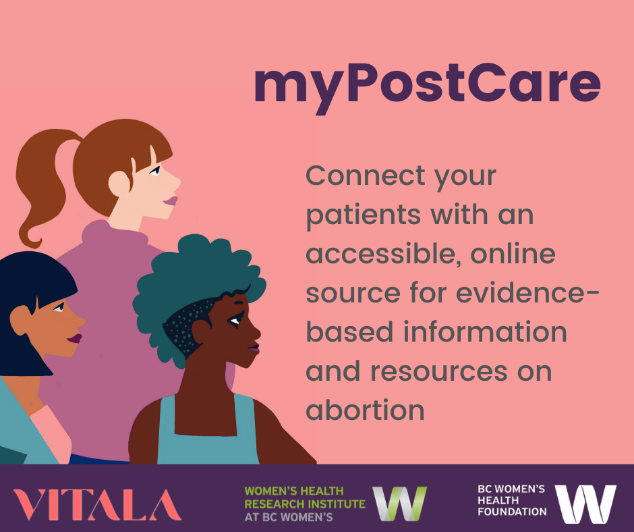 myPostCare
Connect your
patients with an
accessible, online
source for evidence-
based information
and resources on
abortion
VITALA
WOMEN'S HEALTH
RESEARCH INSTITUTE
AT BC WOMEN'S
W
BC WOMEN'S
HEALTH
FOUNDATION
W